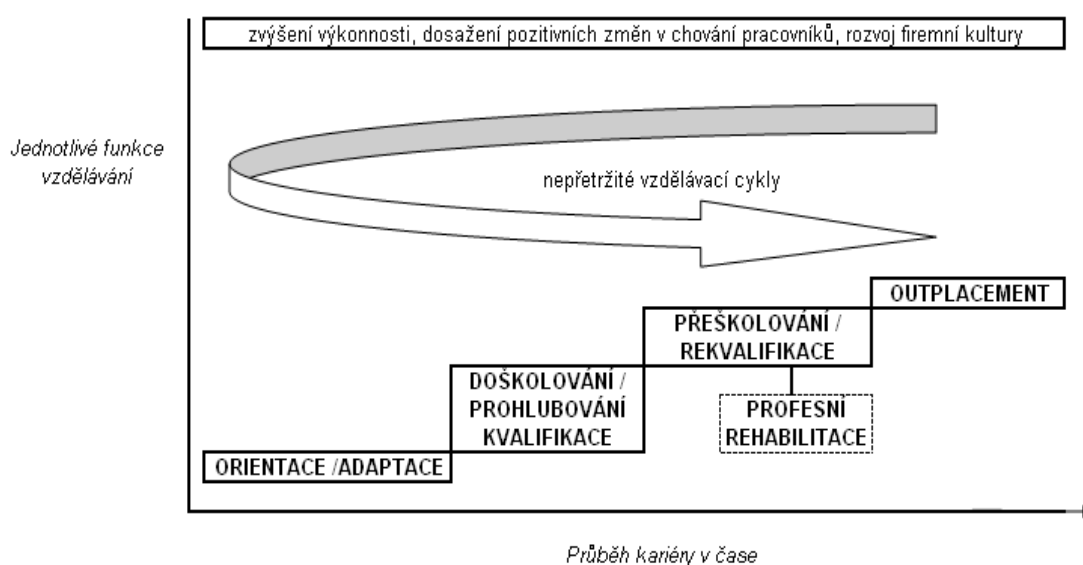 zvýšení výkonnosti, dosažení pozitivních změn v chování pracovníků, rozvoj firemní kultury
Jednotlivé funkce
vzdělávání
nepřetržité vzdělávací cykly
OUTPLACEMENT
PŘEŠKOLOVÁNÍ /
REKVALIFIKACE
DOŠKOLOVÁNÍ /
PROHLUBOVÁNÍ
KVALIFIKACE
PROFESNÍ
REHABILITACE
ORIENTACE /ADAPTACE
Průběh kariéry v čase